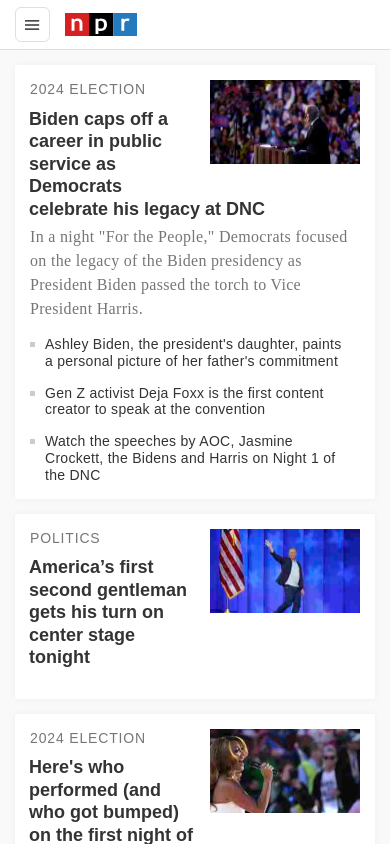 npr
2024 ELECTION
Biden caps off a
career in public
service as
Democrats
celebrate his legacy at DNC
In a night "For the People," Democrats focused
on the legacy of the Biden presidency as
President Biden passed the torch to Vice
President Harris.
Ashley Biden, the president's daughter, paints
a personal picture of her father's commitment
Gen Z activist Deja Foxx is the first content
creator to speak at the convention
Watch the speeches by AOC, Jasmine
Crockett, the Bidens and Harris on Night 1 of
the DNC
POLITICS
America’s first
second gentleman
gets his turn on
center stage
tonight
2024 ELECTION
Here's who
performed (and
who got bumped)
on the first night of